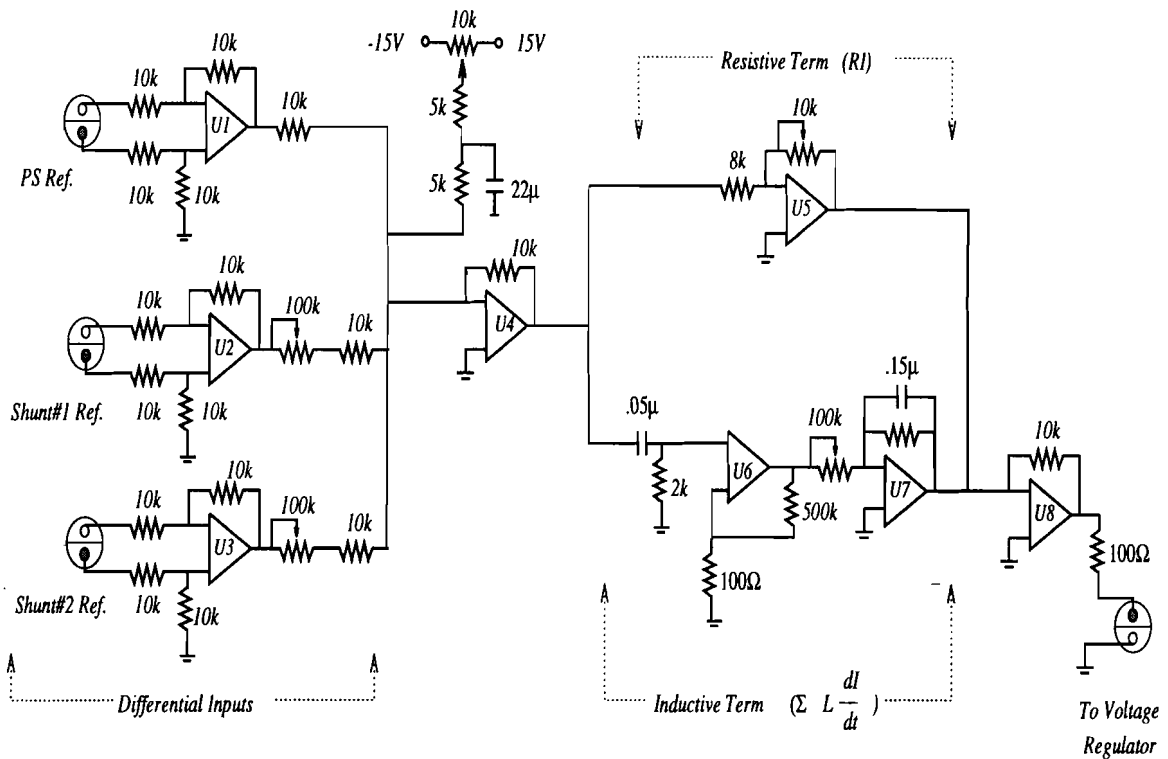 10k
-15V
15V
10k
10k
10k
U1
10k
5k
PS Ref.
10k
10k
5k
22μ
Resistive Term (RI)
10k
8k
U5
10k
10k
U2
100k
10k
10k
U4
Shunt#1 Ref.
10k
10k
.05μ
2k
U6
100k
.15μ
U7
500k
100Ω
10k
U8
100Ω
10k
10k
U3
100k
10k
Shunt#2 Ref.
10k
10k
Differential Inputs
Inductive Term (Σ L dI/dt )
To Voltage
Regulator